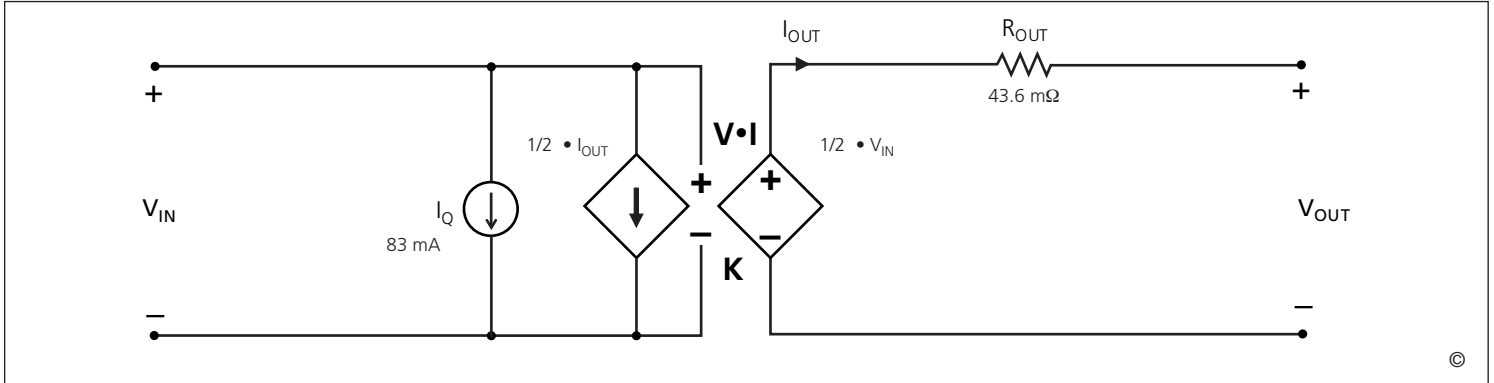 I_OUT
R_OUT
43.6 mΩ
+
+
V•I
1/2 • I_OUT
1/2 • V_IN
+
+
V_IN
I_Q
V_OUT
83 mA
–
–
K
–
–
©